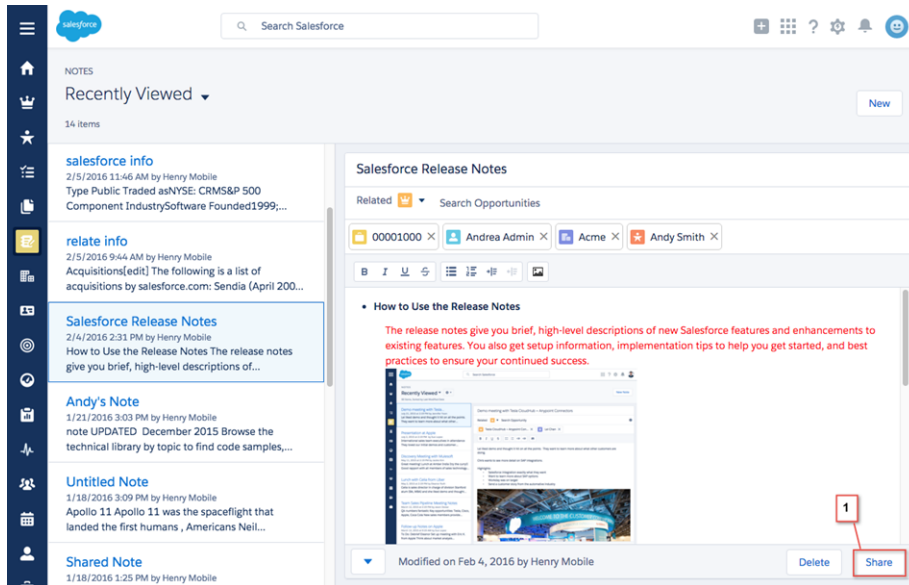 salesforce
Search Salesforce
NOTES
Recently Viewed
14 items
New
salesforce info
2/5/2016 11:46 AM by Henry Mobile
Type Public Traded asNYSE: CRMS&P 500
Component IndustrySoftware Founded1999;...
relate info
2/5/2016 9:44 AM by Henry Mobile
Acquisitions[edit] The following is a list of
acquisitions by salesforce.com: Sendia (April 200...
Salesforce Release Notes
2/4/2016 2:31 PM by Henry Mobile
How to Use the Release Notes The release notes
give you brief, high-level descriptions of...
Andy's Note
1/21/2016 3:03 PM by Henry Mobile
note UPDATED December 2015 Browse the
technical library by topic to find code samples,...
Untitled Note
1/18/2016 3:09 PM by Henry Mobile
Apollo 11 Apollo 11 was the spaceflight that
landed the first humans , Americans Neil...
Shared Note
1/18/2016 1:25 PM by Henry Mobile
Salesforce Release Notes
Related
Search Opportunities
00001000 Andrea Admin Acme Andy Smith
B I U S
• How to Use the Release Notes
The release notes give you brief, high-level descriptions of new Salesforce features and enhancements to
existing features. You also get setup information, implementation tips to help you get started, and best
practices to ensure your continued success.
Recently Viewed
1
Modified on Feb 4, 2016 by Henry Mobile
Delete
Share